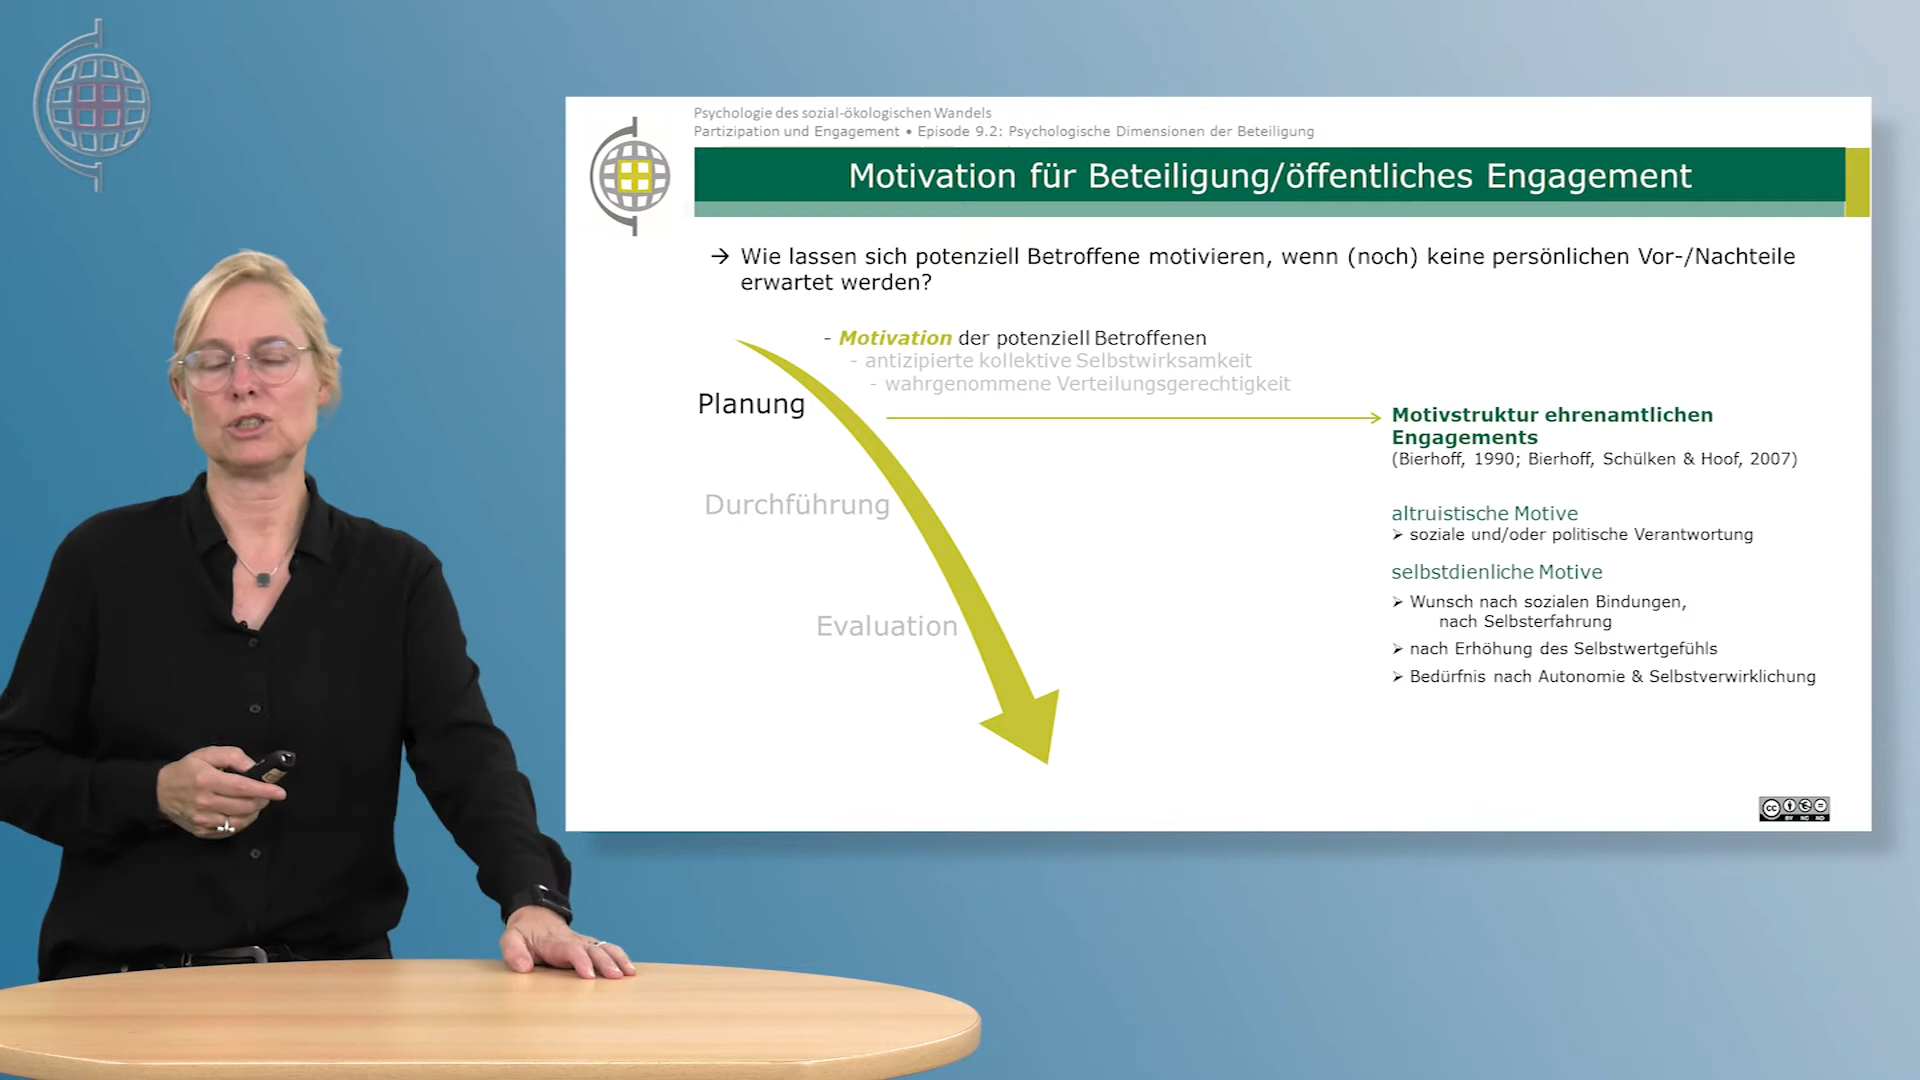 Psychologie des sozial-ökologischen Wandels
Partizipation und Engagement • Episode 9.2: Psychologische Dimensionen der Beteiligung
Motivation für Beteiligung/öffentliches Engagement
→ Wie lassen sich potenziell Betroffene motivieren, wenn (noch) keine persönlichen Vor-/Nachteile
erwartet werden?
- Motivation der potenziell Betroffenen
- antizipierte kollektive Selbstwirksamkeit
- wahrgenommene Verteilungsgerechtigkeit
Planung
Motivstruktur ehrenamtlichen
Engagements
(Bierhoff, 1990; Bierhoff, Schülken & Hoof, 2007)
Durchführung
altruistische Motive
➢ soziale und/oder politische Verantwortung
selbstdienliche Motive
➢ Wunsch nach sozialen Bindungen,
nach Selbsterfahrung
Evaluation
➢ nach Erhöhung des Selbstwertgefühls
➢ Bedürfnis nach Autonomie & Selbstverwirklichung
cc
BY NC ND